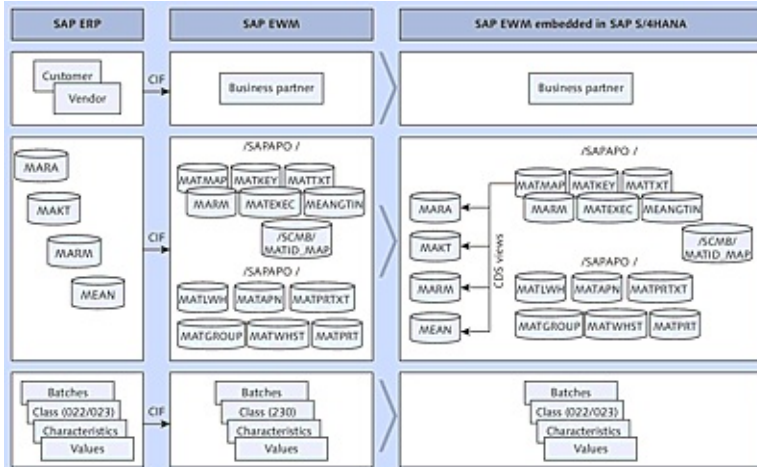 SAP ERP
SAP EWM
SAP EWM embedded in SAP S/4HANA
Customer
Vendor
CIF
Business partner
Business partner
MARA
MAKT
MARM
MEAN
CIF
/SAPAPO /
MATMAP MATKEY MATTXT
MARM MATEXEC MEANGTIN
/SCMB/
MATID_MAP
/SAPAPO /
MATLWH MATAPN MATPRTXT
MATGROUP MATWHST MATPRT
/SAPAPO /
MATMAP MATKEY MATTXT
MARM MATEXEC MEANGTIN
/SCMB/
MATID_MAP
MARA
MAKT
MARM
MEAN
CDS views
/SAPAPO /
MATLWH MATAPN MATPRTXT
MATGROUP MATWHST MATPRT
Batches
Class (022/023)
Characteristics
Values
CIF
Batches
Class (230)
Characteristics
Values
Batches
Class (022/023)
Characteristics
Values